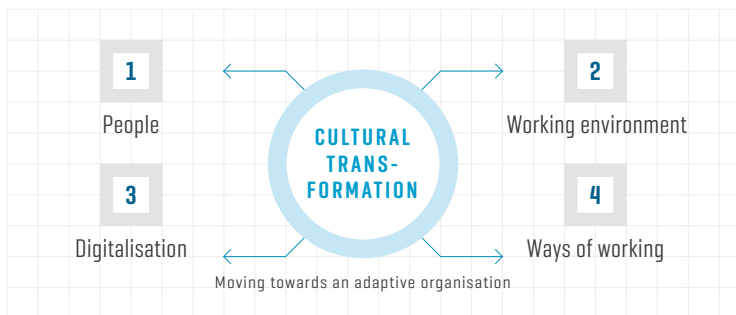 1
People
2
Working environment
CULTURAL
TRANS-
FORMATION
3
Digitalisation
4
Ways of working
Moving towards an adaptive organisation